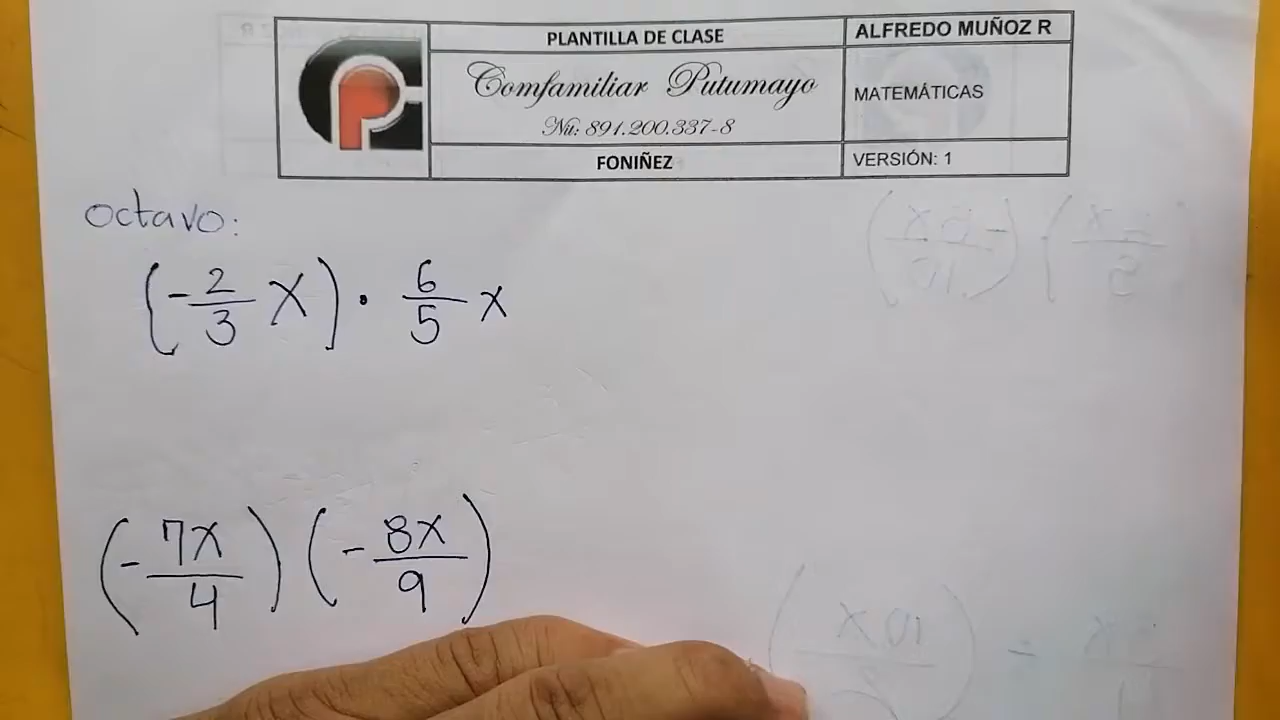 PLANTILLA DE CLASE
ALFREDO MUÑOZ R
Comfamiliar Putumayo
Nit: 891.200.337-8
MATEMÁTICAS
FONIÑEZ
VERSIÓN: 1
octavo:
(-2/3 X) · 6/5 x
(-7X/4) (-8X/9)